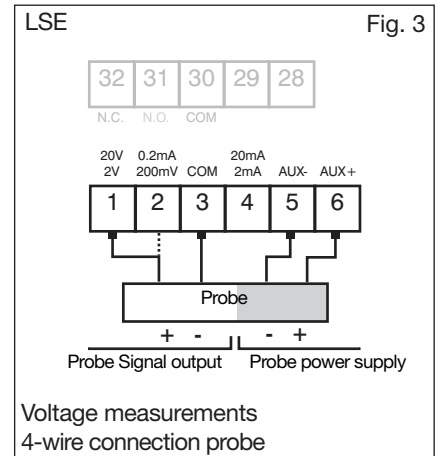 LSE Fig. 3
32 31 30 29 28
N.C. N.O. COM
20V 0.2mA 20mA
2V 200mV COM 2mA AUX- AUX+
1 2 3 4 5 6
Probe
+ - - +
Probe Signal output Probe power supply
Voltage measurements
4-wire connection probe